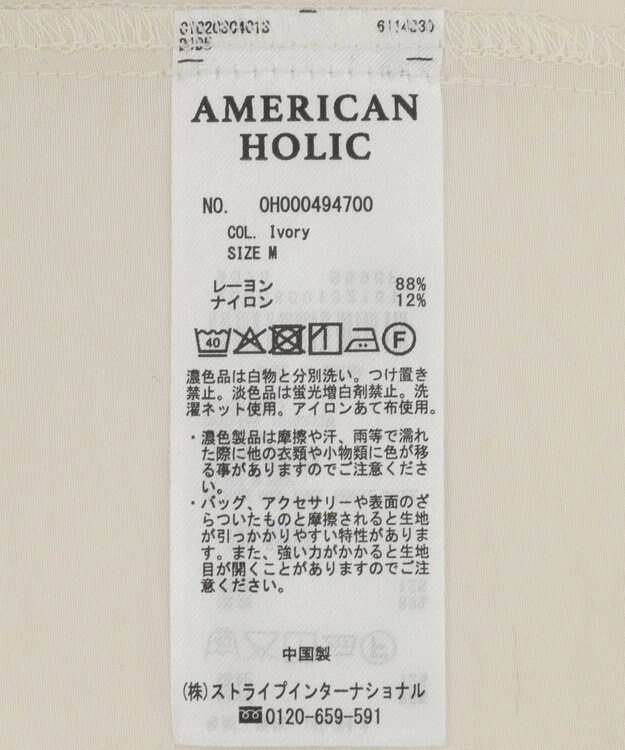 AMERICAN
HOLIC
NO. OH000494700
COL. Ivory
SIZE M
レーヨン 88%
ナイロン 12%
40
F
濃色品は白物と分別洗い。つけ置き
禁止。淡色品は蛍光増白剤禁止。洗
濯ネット使用。アイロンあて布使用。
・濃色製品は摩擦や汗、雨等で濡れ
た際に他の衣類や小物類に色が移
る事がありますのでご注意くださ
い。
・バッグ、アクセサリーや表面のざ
らついたものと摩擦されると生地
が引っかかりやすい特性がありま
す。また、強い力がかかると生地
目が開くことがありますのでご注
意ください。
中国製
(株)ストライプインターナショナル
0120-659-591